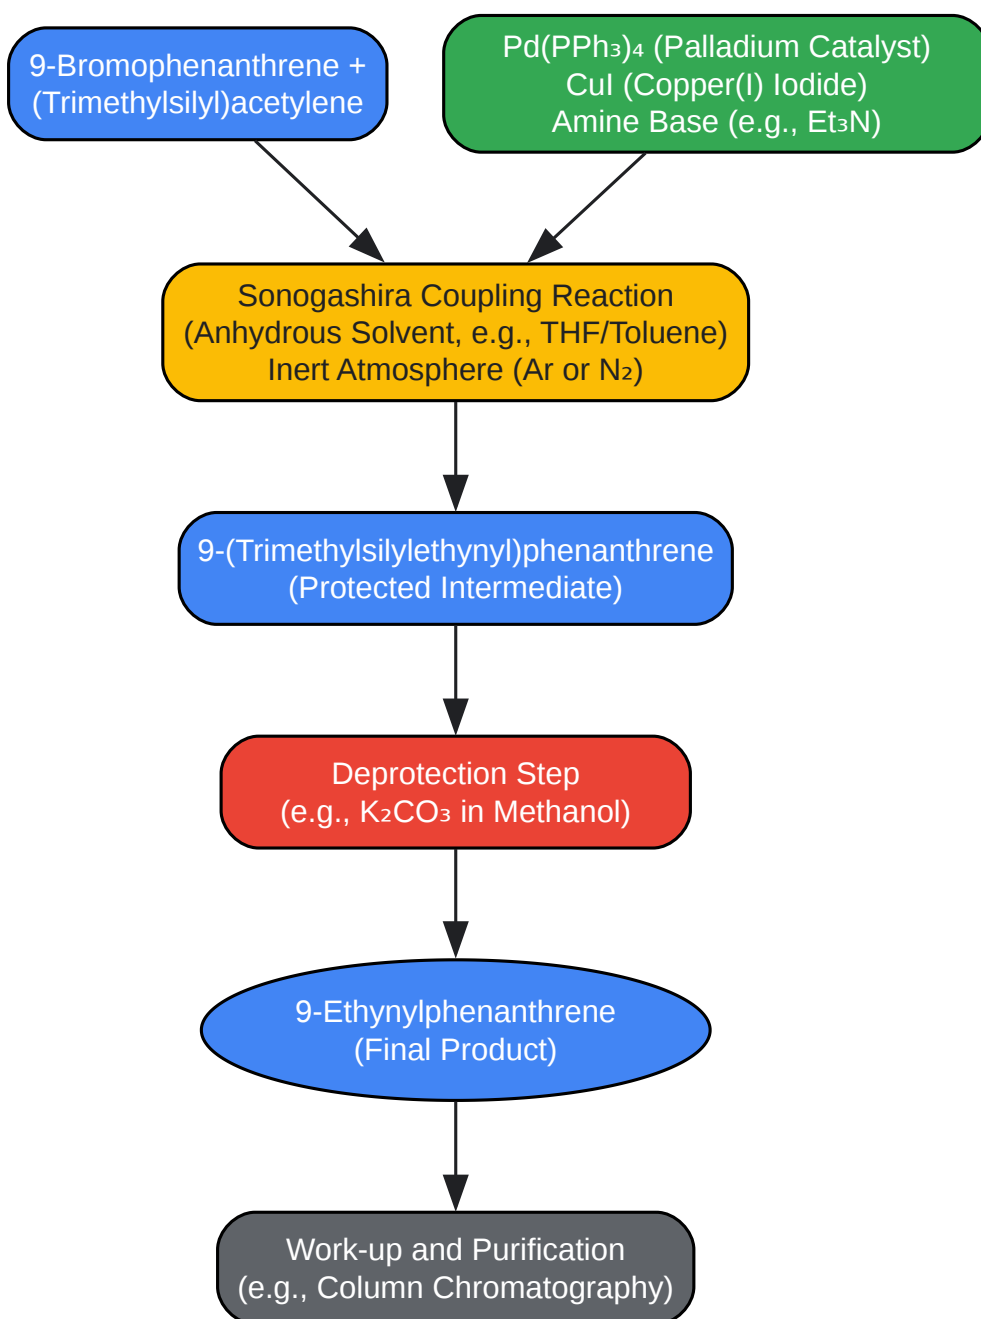 9-Bromophenanthrene +
(Trimethylsilyl)acetylene
Pd(PPh₃)₄ (Palladium Catalyst)
CuI (Copper(I) Iodide)
Amine Base (e.g., Et₃N)
Sonogashira Coupling Reaction
(Anhydrous Solvent, e.g., THF/Toluene)
Inert Atmosphere (Ar or N₂)
9-(Trimethylsilylethynyl)phenanthrene
(Protected Intermediate)
Deprotection Step
(e.g., K₂CO₃ in Methanol)
9-Ethynylphenanthrene
(Final Product)
Work-up and Purification
(e.g., Column Chromatography)